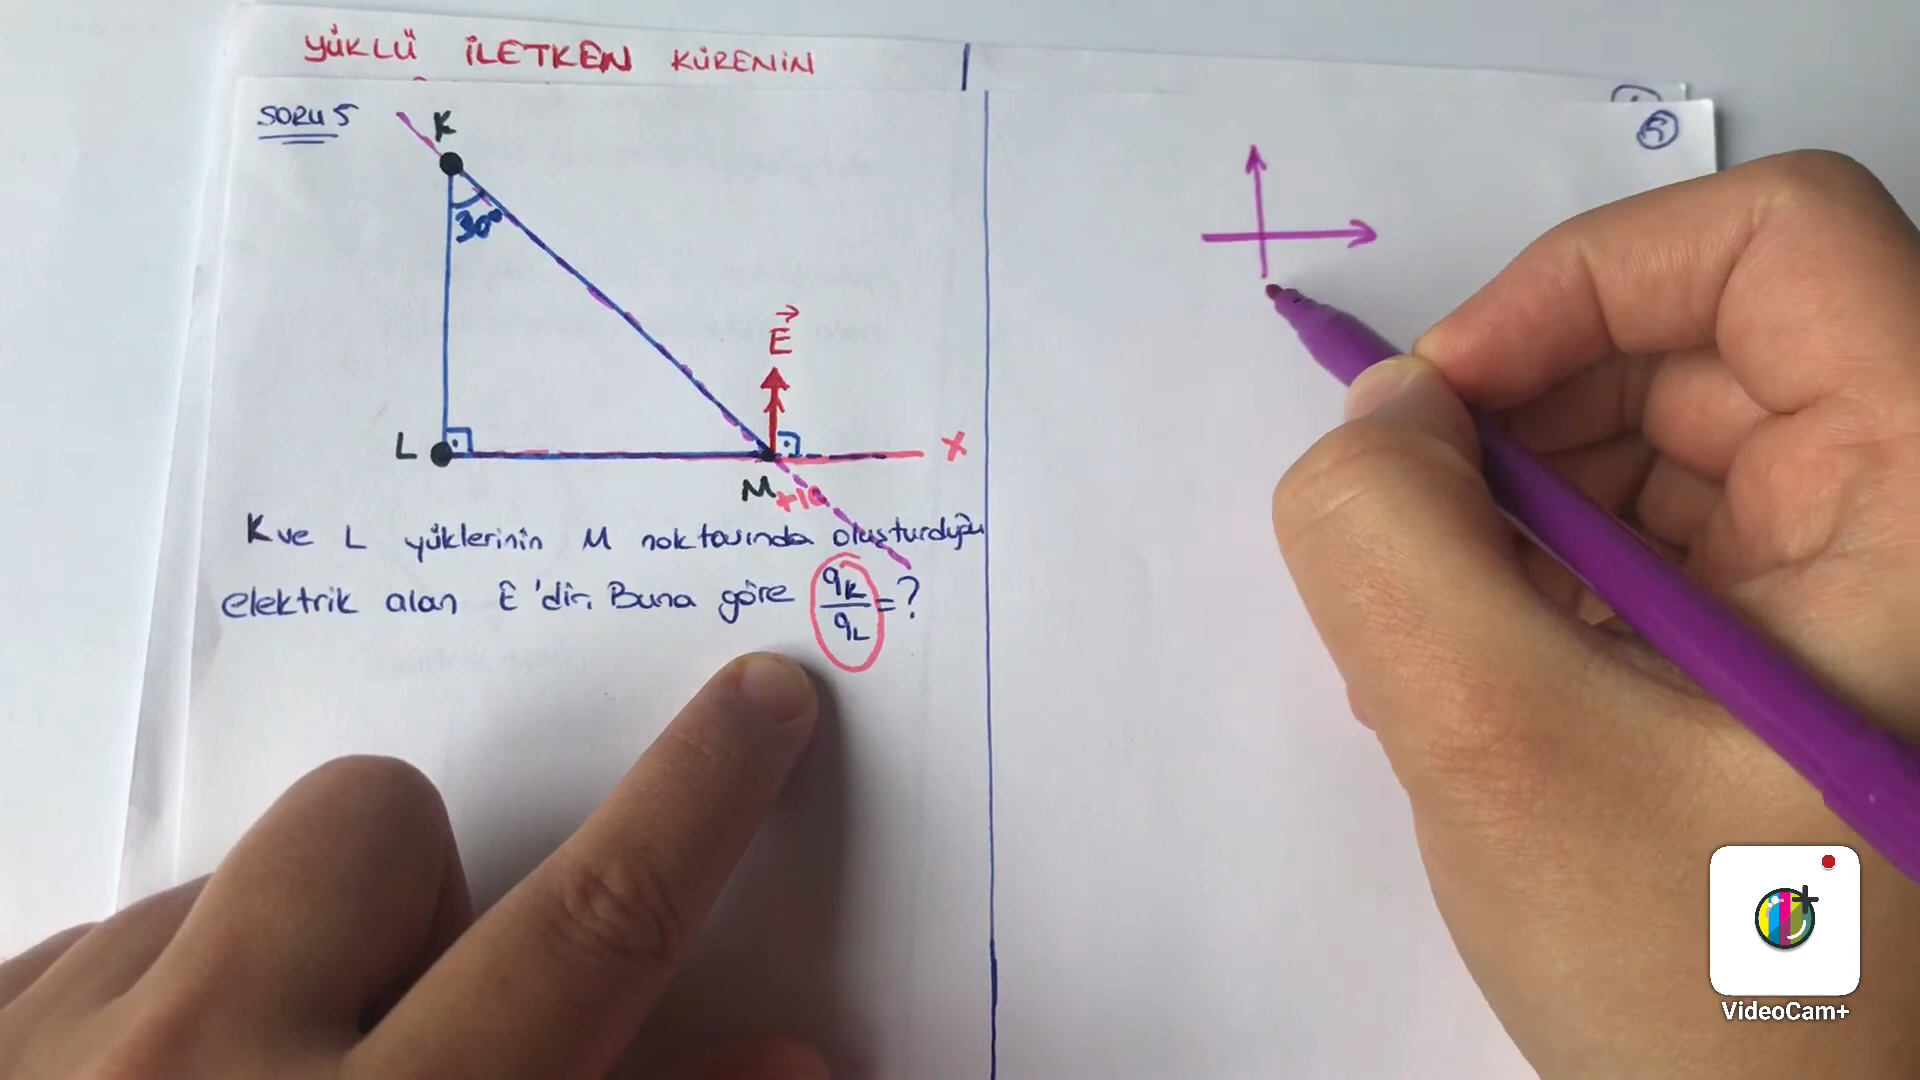 YÜKLÜ İLETKEN KÜRENİN
SORU 5
K
30°
E
L
M
x
K ve L yüklerinin M noktasında oluşturduğu
elektrik alan E 'dir. Buna göre qK/qL = ?
5
VideoCam+